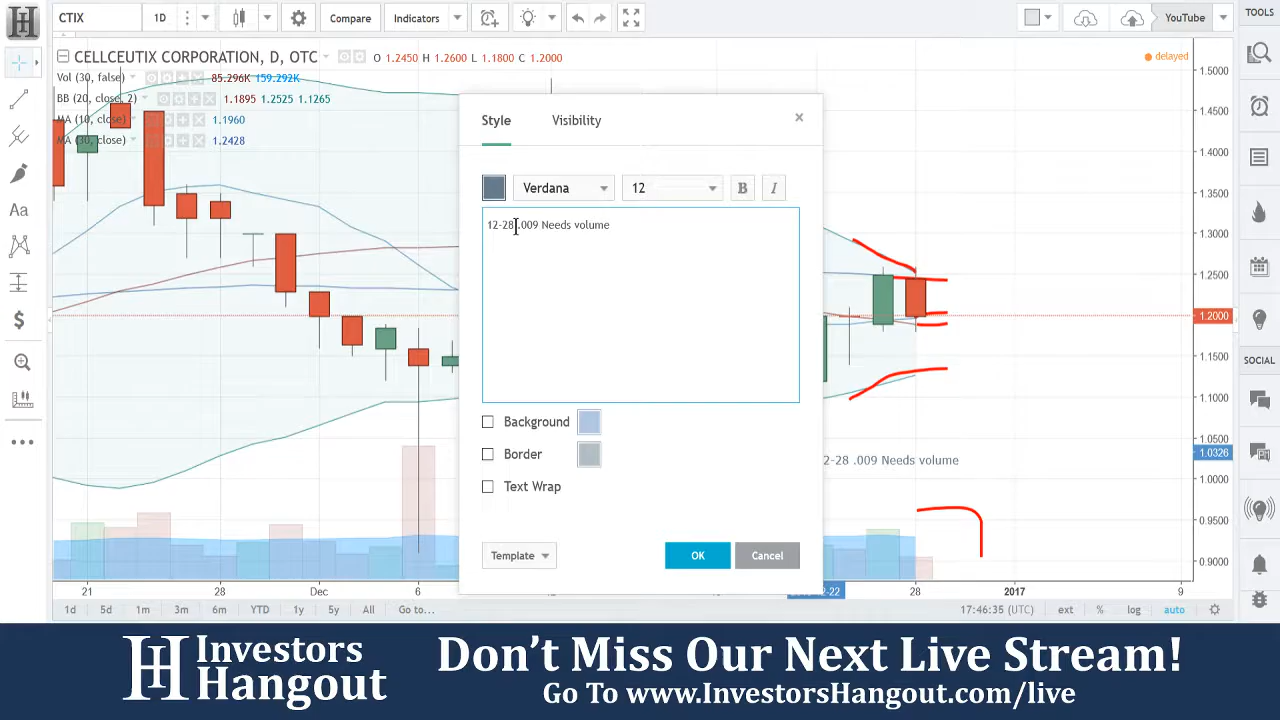 CTIX 1D Compare Indicators YouTube TOOLS
CELLCEUTIX CORPORATION, D, OTC O 1.2450 H 1.2600 L 1.1800 C 1.2000 delayed
Vol (30, false) 85.296K 159.292K
BB (20, close, 2) 1.1895 1.2525 1.1265
MA (10, close) 1.1960
MA (30, close) 1.2428
Style Visibility ×
Verdana 12 B I
12-28 .009 Needs volume
Background
Border
Text Wrap
Template OK Cancel
12-28 .009 Needs volume
1.5000
1.4500
1.4000
1.3500
1.3000
1.2500
1.2000
1.1500
1.1000
1.0500
1.0326
1.0000
0.9500
0.9000
Aa
$
SOCIAL
21 28 Dec 6 28 2017 9
1d 5d 1m 3m 6m YTD 1y 5y All Go to... 17:46:35 (UTC) ext % log auto
Investors
Hangout
Don't Miss Our Next Live Stream!
Go To www.InvestorsHangout.com/live